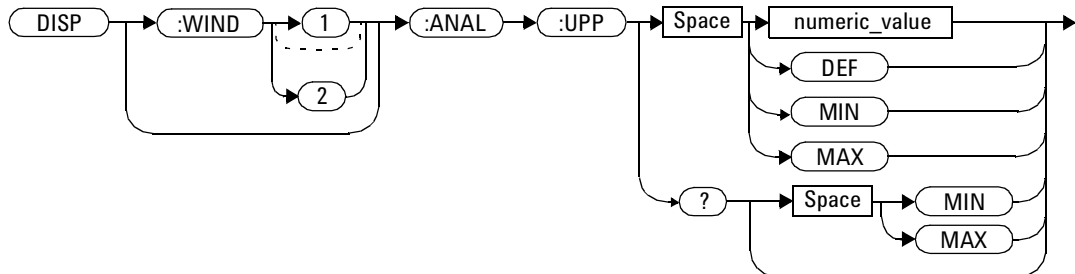 DISP :WIND 1 :ANAL :UPP Space numeric_value
2 DEF
MIN
MAX
? Space MIN
MAX